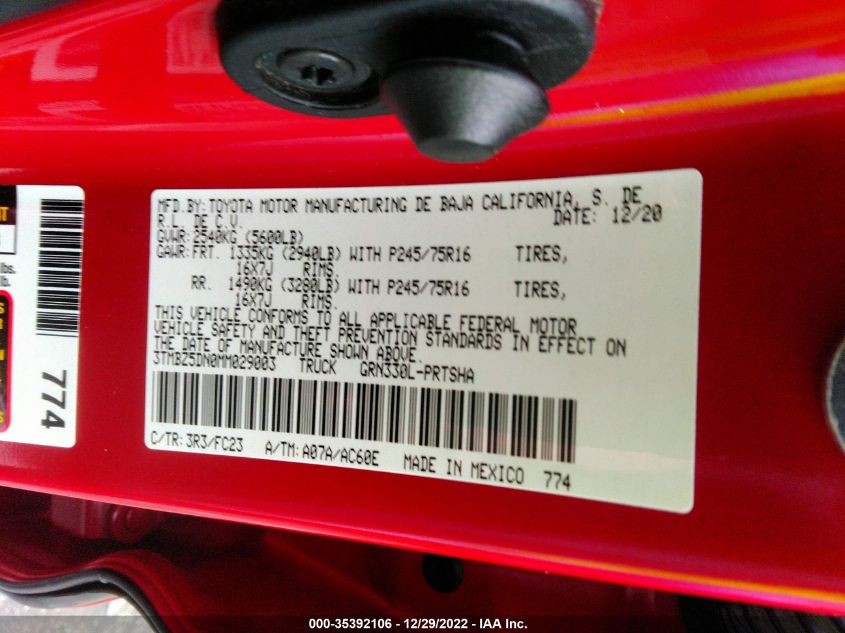 MFD.BY:TOYOTA MOTOR MANUFACTURING DE BAJA CALIFORNIA, S. DE
R.L. DE C.V. DATE: 12/20
GVWR:2540KG (5600LB)
GAWR:FRT. 1335KG (2940LB) WITH P245/75R16 TIRES,
16X7J RIMS.
RR. 1490KG (3280LB) WITH P245/75R16 TIRES,
16X7J RIMS.
THIS VEHICLE CONFORMS TO ALL APPLICABLE FEDERAL MOTOR
VEHICLE SAFETY AND THEFT PREVENTION STANDARDS IN EFFECT ON
THE DATE OF MANUFACTURE SHOWN ABOVE.
3TMBZ5DN0MM029003 TRUCK GRN330L-PRTSHA
C/TR:3R3/FC23 A/TM:A07A/AC60E MADE IN MEXICO 774
lbs.
lb.
774
000-35392106 - 12/29/2022 - IAA Inc.